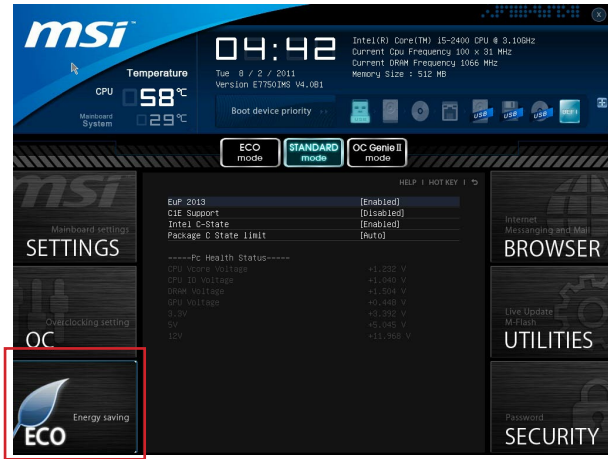 msi
04:42
Intel(R) Core(TM) i5-2400 CPU @ 3.10GHz
Current Cpu Frequency 100 x 31 MHz
Current DRAM Frequency 1066 MHz
Memory Size : 512 MB
Temperature
Tue 8 / 2 / 2011
Version E7750IMS V4.0B1
CPU 58℃
Mainboard
System 29℃
Boot device priority
USB USB USB
ECO
mode
STANDARD
mode
OC Genie II
mode
HELP | HOT KEY |
msi
Mainboard settings
SETTINGS
Overclocking setting
OC
Energy saving
ECO
EuP 2013 [Enabled]
C1E Support [Disabled]
Intel C-State [Enabled]
Package C State limit [Auto]
-----Pc Health Status-----
CPU Vcore Voltage +1.232 V
CPU IO Voltage +1.040 V
DRAM Voltage +1.504 V
GPU Voltage +0.448 V
3.3V +3.392 V
5V +5.045 V
12V +11.968 V
Internet
Messanging and Mail
BROWSER
Live Update
M-Flash
UTILITIES
Password
SECURITY